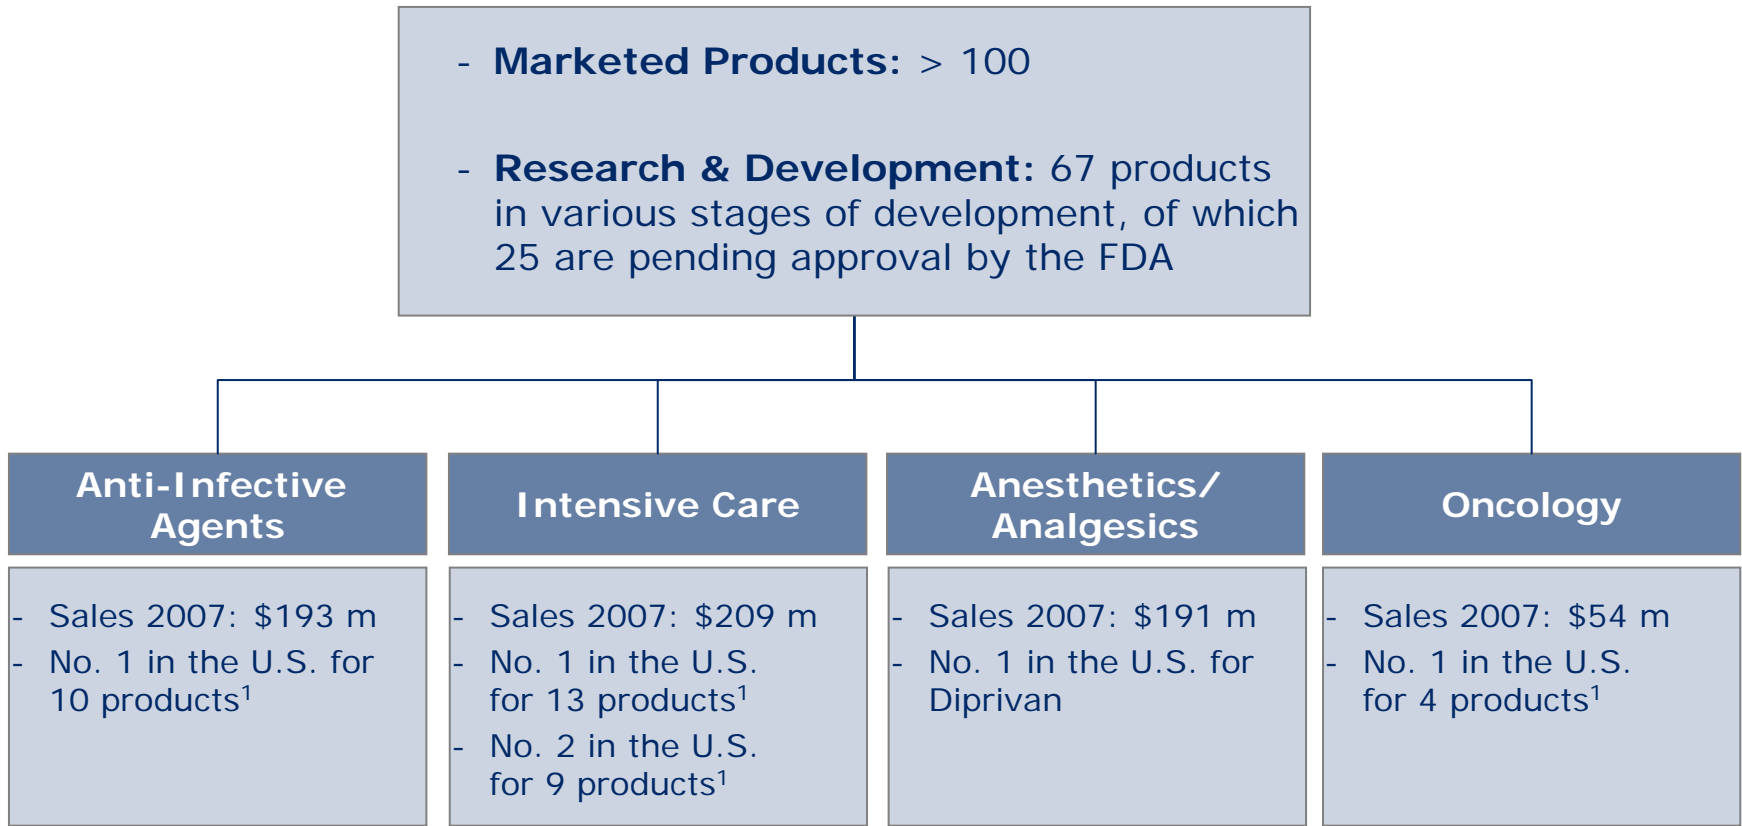 - Marketed Products: > 100
- Research & Development: 67 products
in various stages of development, of which
25 are pending approval by the FDA
Anti-Infective
Agents
- Sales 2007: $193 m
- No. 1 in the U.S. for
10 products¹
Intensive Care
- Sales 2007: $209 m
- No. 1 in the U.S.
for 13 products¹
- No. 2 in the U.S.
for 9 products¹
Anesthetics/
Analgesics
- Sales 2007: $191 m
- No. 1 in the U.S. for
Diprivan
Oncology
- Sales 2007: $54 m
- No. 1 in the U.S.
for 4 products¹